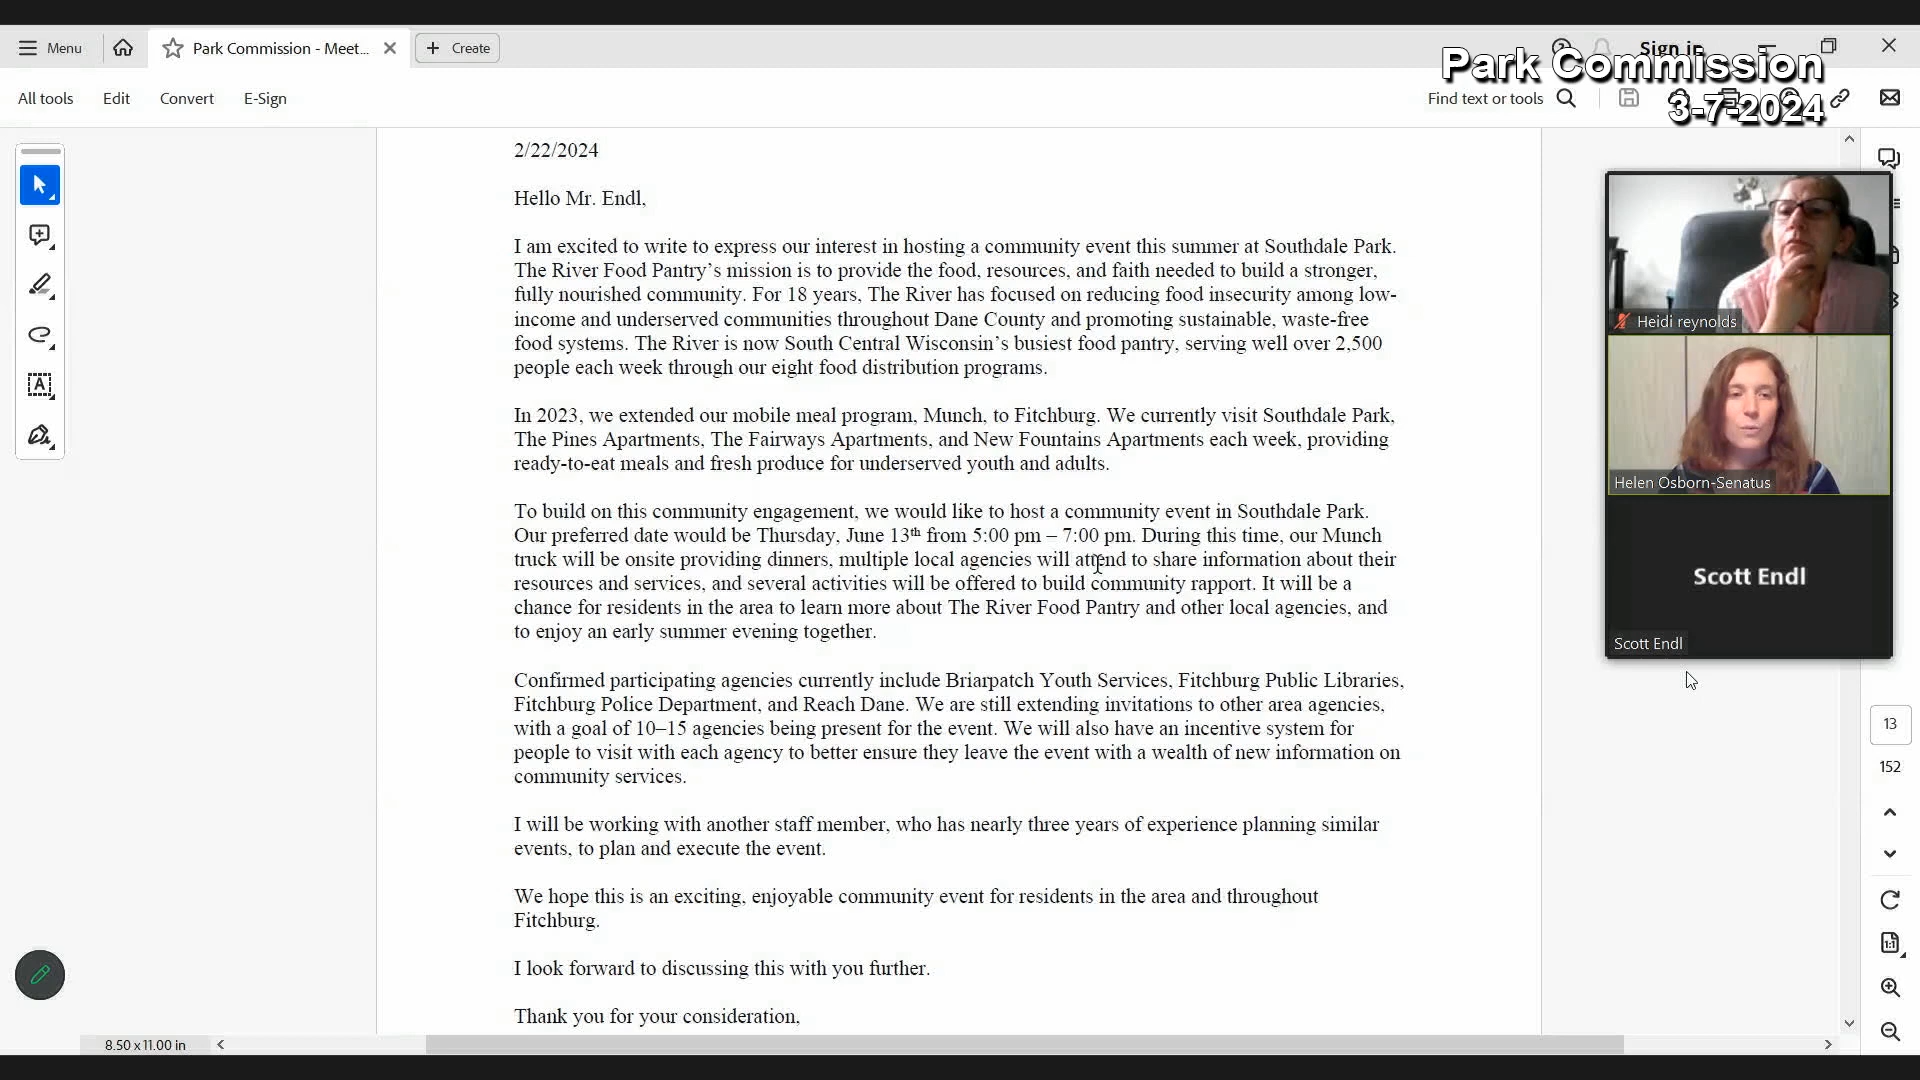 Menu
Park Commission - Meet...
Create
Sign in
Park Commission
3-7-2024
All tools
Edit
Convert
E-Sign
Find text or tools
2/22/2024
Hello Mr. Endl,
I am excited to write to express our interest in hosting a community event this summer at Southdale Park.
The River Food Pantry’s mission is to provide the food, resources, and faith needed to build a stronger,
fully nourished community. For 18 years, The River has focused on reducing food insecurity among low-
income and underserved communities throughout Dane County and promoting sustainable, waste-free
food systems. The River is now South Central Wisconsin’s busiest food pantry, serving well over 2,500
people each week through our eight food distribution programs.
In 2023, we extended our mobile meal program, Munch, to Fitchburg. We currently visit Southdale Park,
The Pines Apartments, The Fairways Apartments, and New Fountains Apartments each week, providing
ready-to-eat meals and fresh produce for underserved youth and adults.
To build on this community engagement, we would like to host a community event in Southdale Park.
Our preferred date would be Thursday, June 13th from 5:00 pm – 7:00 pm. During this time, our Munch
truck will be onsite providing dinners, multiple local agencies will attend to share information about their
resources and services, and several activities will be offered to build community rapport. It will be a
chance for residents in the area to learn more about The River Food Pantry and other local agencies, and
to enjoy an early summer evening together.
Confirmed participating agencies currently include Briarpatch Youth Services, Fitchburg Public Libraries,
Fitchburg Police Department, and Reach Dane. We are still extending invitations to other area agencies,
with a goal of 10–15 agencies being present for the event. We will also have an incentive system for
people to visit with each agency to better ensure they leave the event with a wealth of new information on
community services.
I will be working with another staff member, who has nearly three years of experience planning similar
events, to plan and execute the event.
We hope this is an exciting, enjoyable community event for residents in the area and throughout
Fitchburg.
I look forward to discussing this with you further.
Thank you for your consideration,
Heidi reynolds
Helen Osborn-Senatus
Scott Endl
Scott Endl
13
152
8.50 x 11.00 in